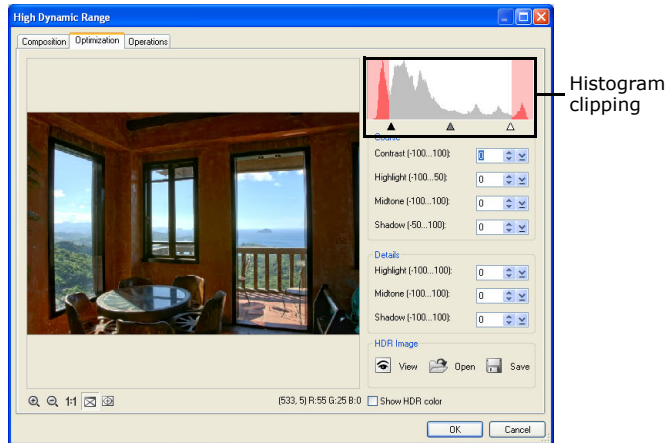 High Dynamic Range
Composition Optimization Operations
Histogram
clipping
Coarse
Contrast (-100...100): 0
Highlight (-100...50): 0
Midtone (-100...100): 0
Shadow (-50...100): 0
Details
Highlight (-100...100): 0
Midtone (-100...100): 0
Shadow (-100...100): 0
HDR Image
View Open Save
1:1 (533, 5) R:55 G:25 B:0 Show HDR color
OK Cancel